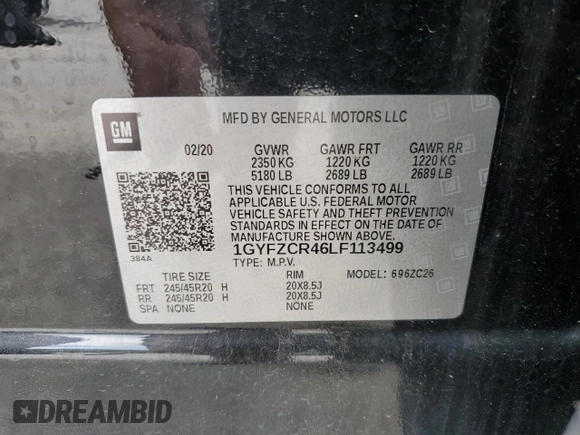 GM
MFD BY GENERAL MOTORS LLC
02/20 GVWR GAWR FRT GAWR RR
2350 KG 1220 KG 1220 KG
5180 LB 2689 LB 2689 LB
THIS VEHICLE CONFORMS TO ALL
APPLICABLE U.S. FEDERAL MOTOR
VEHICLE SAFETY AND THEFT PREVENTION
STANDARDS IN EFFECT ON THE DATE OF
MANUFACTURE SHOWN ABOVE.
1GYFZCR46LF113499
384A
TYPE: M.P.V.
TIRE SIZE RIM MODEL: 696ZC26
FRT 245/45R20 H 20X8.5J
RR 245/45R20 H 20X8.5J
SPA NONE NONE
DREAMBID